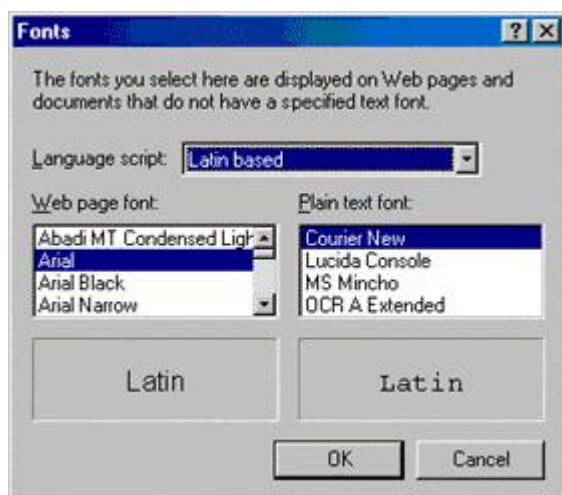 Fonts
The fonts you select here are displayed on Web pages and
documents that do not have a specified text font.
Language script: Latin based
Web page font:
Abadi MT Condensed Ligh
Arial
Arial Black
Arial Narrow
Plain text font:
Courier New
Lucida Console
MS Mincho
OCR A Extended
Latin
Latin
OK
Cancel